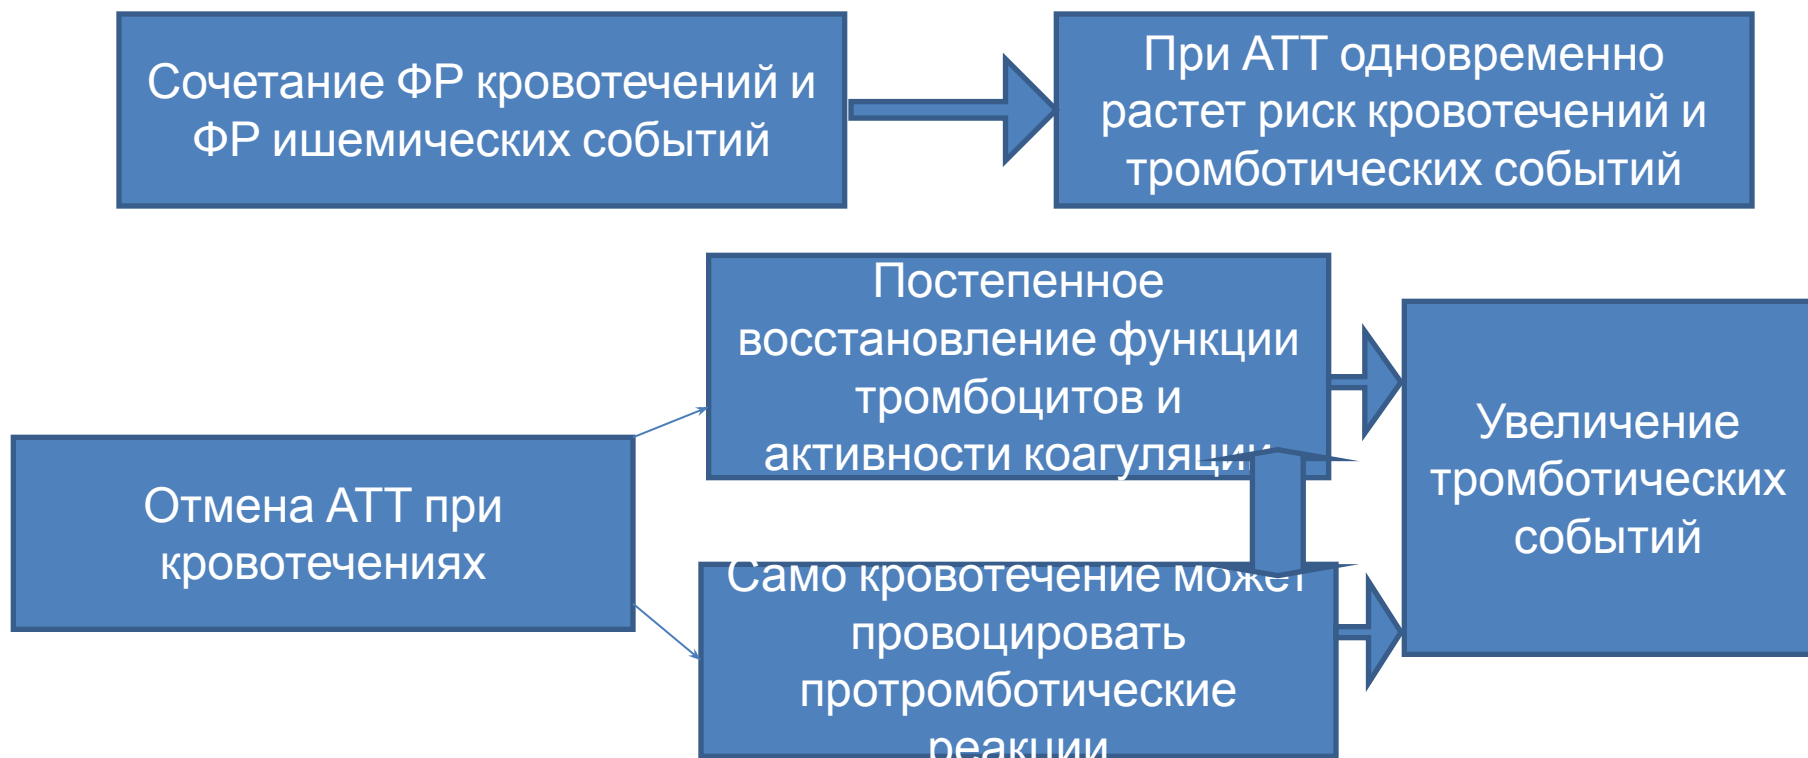 Сочетание ФР кровотечений и
ФР ишемических событий
При АТТ одновременно
растет риск кровотечений и
тромботических событий
Постепенное
восстановление функции
тромбоцитов и
активности коагуляции
Увеличение
тромботических
событий
Отмена АТТ при
кровотечениях
Само кровотечение может
провоцировать
протромботические
реакции